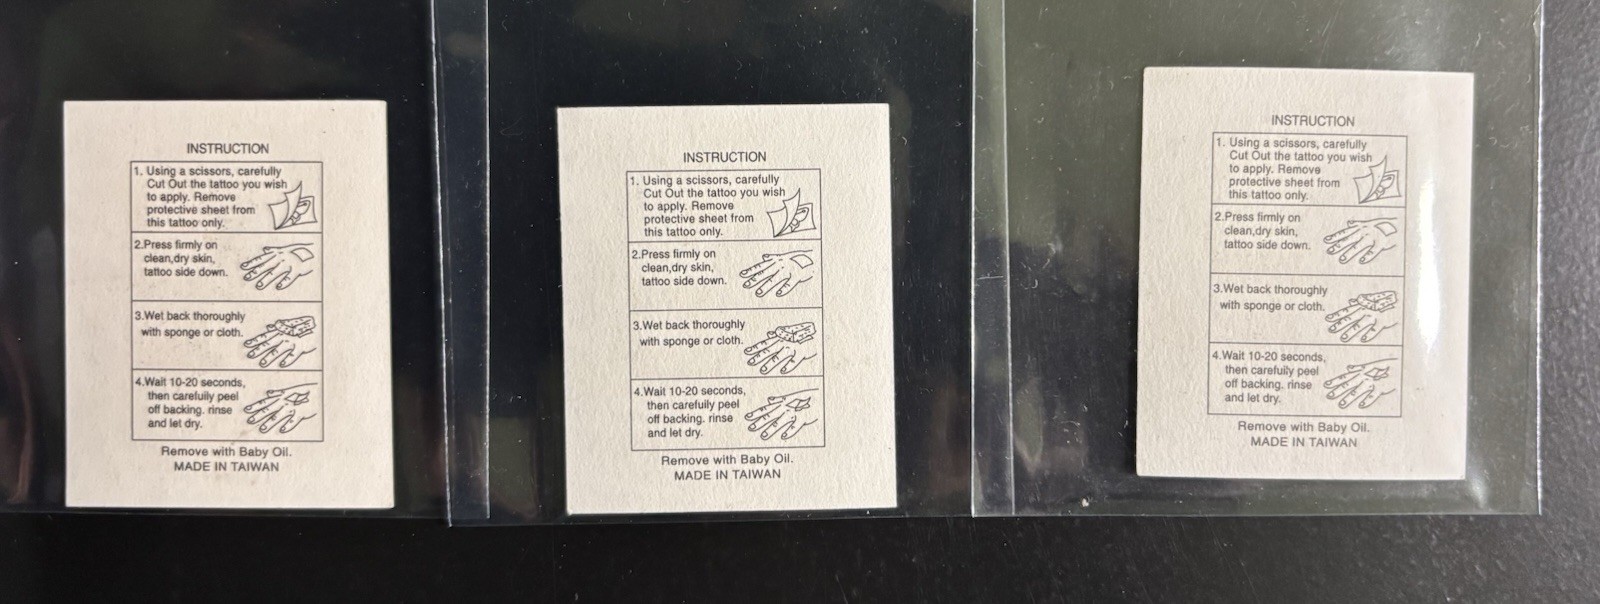 INSTRUCTION
1. Using a scissors, carefully
Cut Out the tattoo you wish
to apply. Remove
protective sheet from
this tattoo only.
2.Press firmly on
clean,dry skin,
tattoo side down.
3.Wet back thoroughly
with sponge or cloth.
4.Wait 10-20 seconds,
then carefully peel
off backing. rinse
and let dry.
Remove with Baby Oil.
MADE IN TAIWAN
INSTRUCTION
1. Using a scissors, carefully
Cut Out the tattoo you wish
to apply. Remove
protective sheet from
this tattoo only.
2.Press firmly on
clean,dry skin,
tattoo side down.
3.Wet back thoroughly
with sponge or cloth.
4.Wait 10-20 seconds,
then carefully peel
off backing. rinse
and let dry.
Remove with Baby Oil.
MADE IN TAIWAN
INSTRUCTION
1. Using a scissors, carefully
Cut Out the tattoo you wish
to apply. Remove
protective sheet from
this tattoo only.
2.Press firmly on
clean,dry skin,
tattoo side down.
3.Wet back thoroughly
with sponge or cloth.
4.Wait 10-20 seconds,
then carefully peel
off backing. rinse
and let dry.
Remove with Baby Oil.
MADE IN TAIWAN